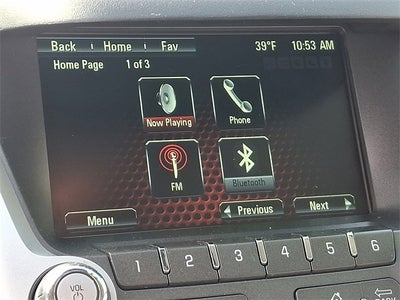 Back Home Fav 39°F 10:53 AM
Home Page 1 of 3
Now Playing Phone
FM Bluetooth
Menu Previous Next
1 2 3 4 5 6
VOL